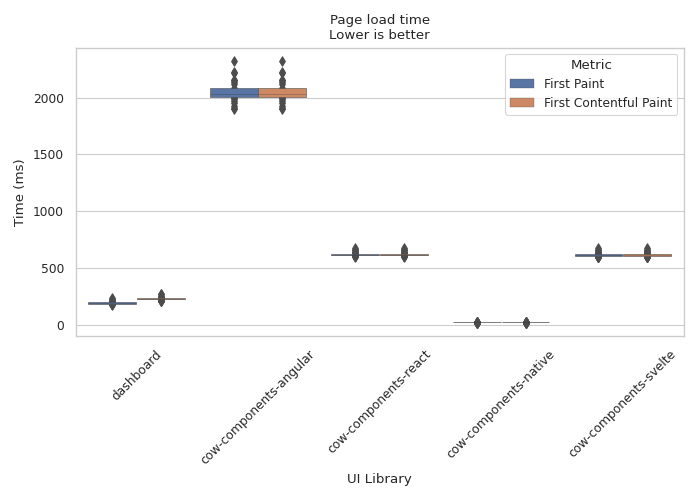 Page load time
Lower is better
Metric
First Paint
First Contentful Paint
Time (ms)
2000
1500
1000
500
0
dashboard
cow-components-angular
cow-components-react
cow-components-native
cow-components-svelte
UI Library